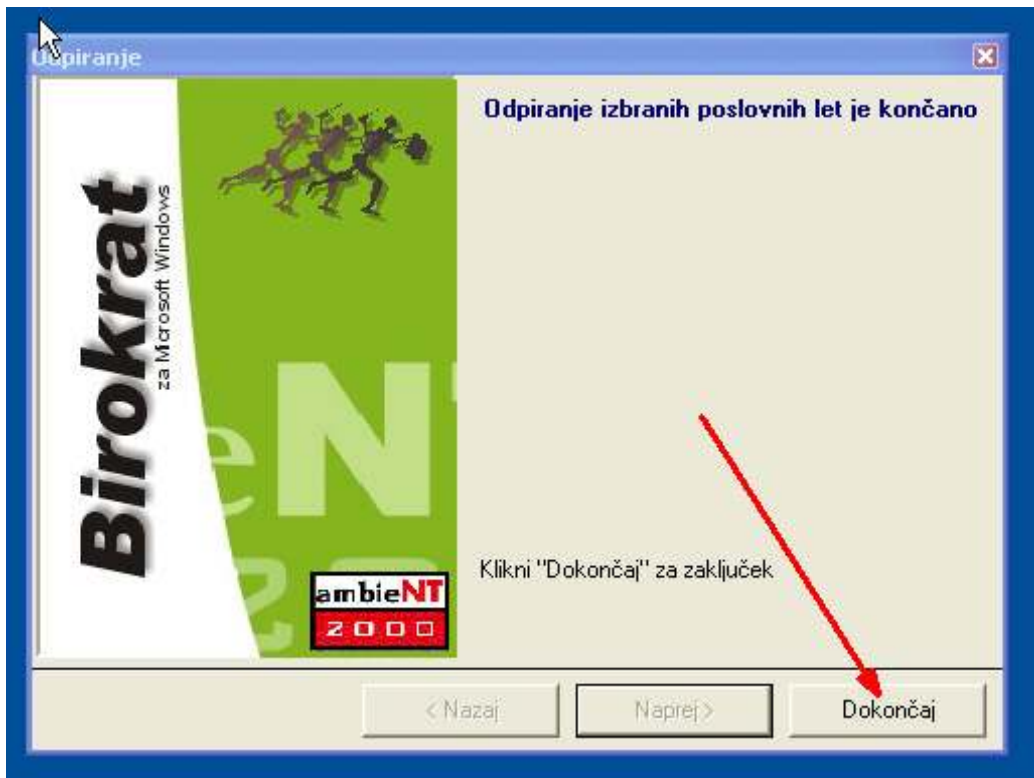 Odpiranje
Odpiranje izbranih poslovnih let je končano
Birokrat
za Microsoft Windows
eNT
ambieNT
2000
Klikni "Dokončaj" za zaključek
< Nazaj
Naprej >
Dokončaj